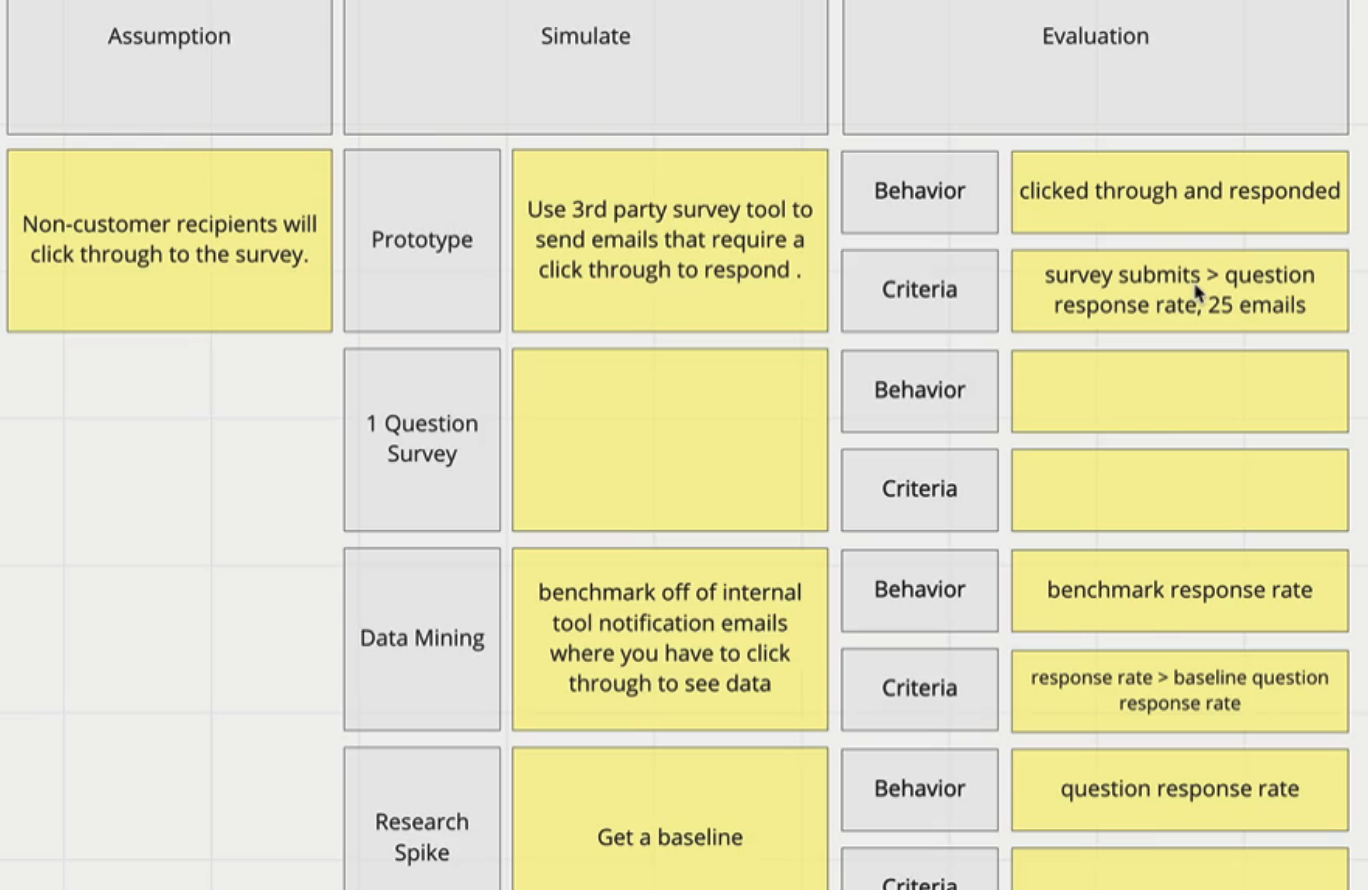 Assumption
Simulate
Evaluation
Non-customer recipients will
click through to the survey.
Prototype
Use 3rd party survey tool to
send emails that require a
click through to respond .
Behavior
clicked through and responded
Criteria
survey submits > question
response rate, 25 emails
1 Question
Survey
Behavior
Criteria
Data Mining
benchmark off of internal
tool notification emails
where you have to click
through to see data
Behavior
benchmark response rate
Criteria
response rate > baseline question
response rate
Research
Spike
Get a baseline
Behavior
question response rate
Criteria